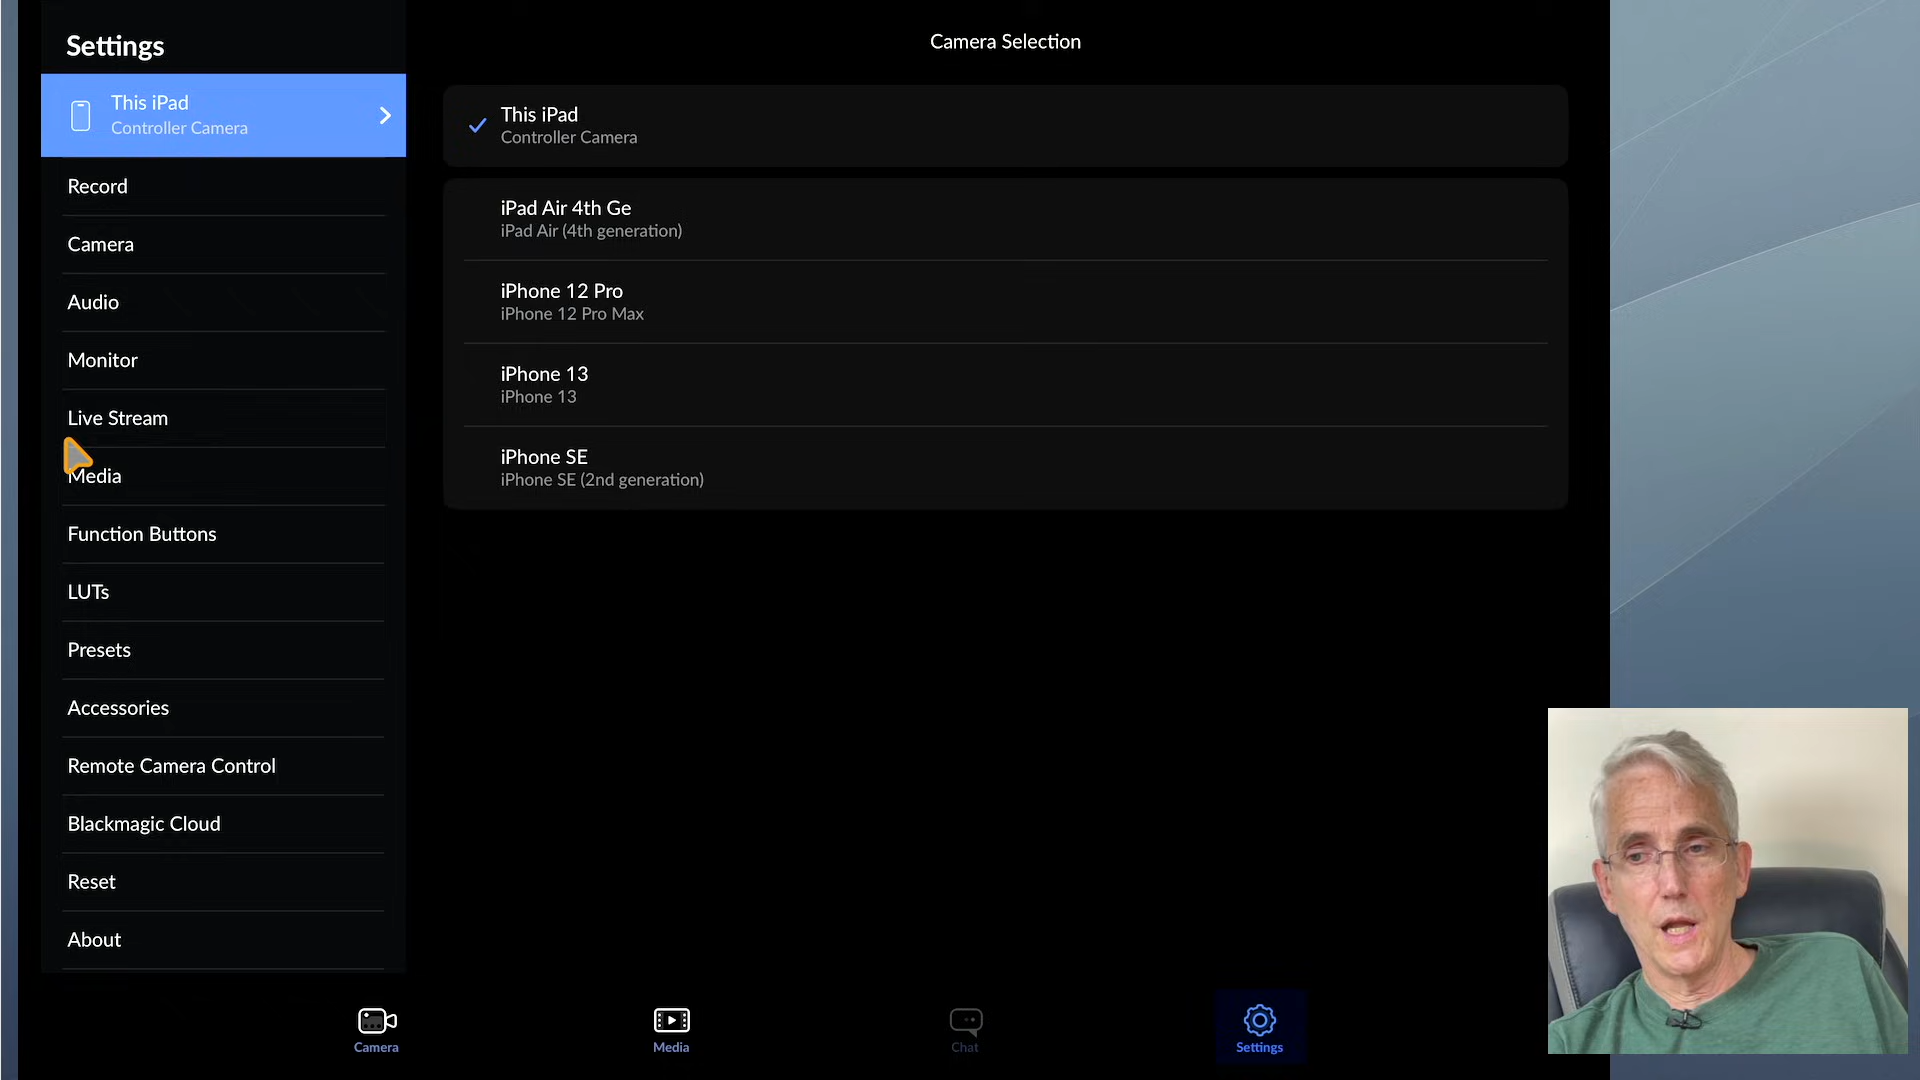 Settings
This iPad
Controller Camera
Record
Camera
Audio
Monitor
Live Stream
Media
Function Buttons
LUTs
Presets
Accessories
Remote Camera Control
Blackmagic Cloud
Reset
About
Camera Selection
This iPad
Controller Camera
iPad Air 4th Ge
iPad Air (4th generation)
iPhone 12 Pro
iPhone 12 Pro Max
iPhone 13
iPhone 13
iPhone SE
iPhone SE (2nd generation)
Camera
Media
Chat
Settings